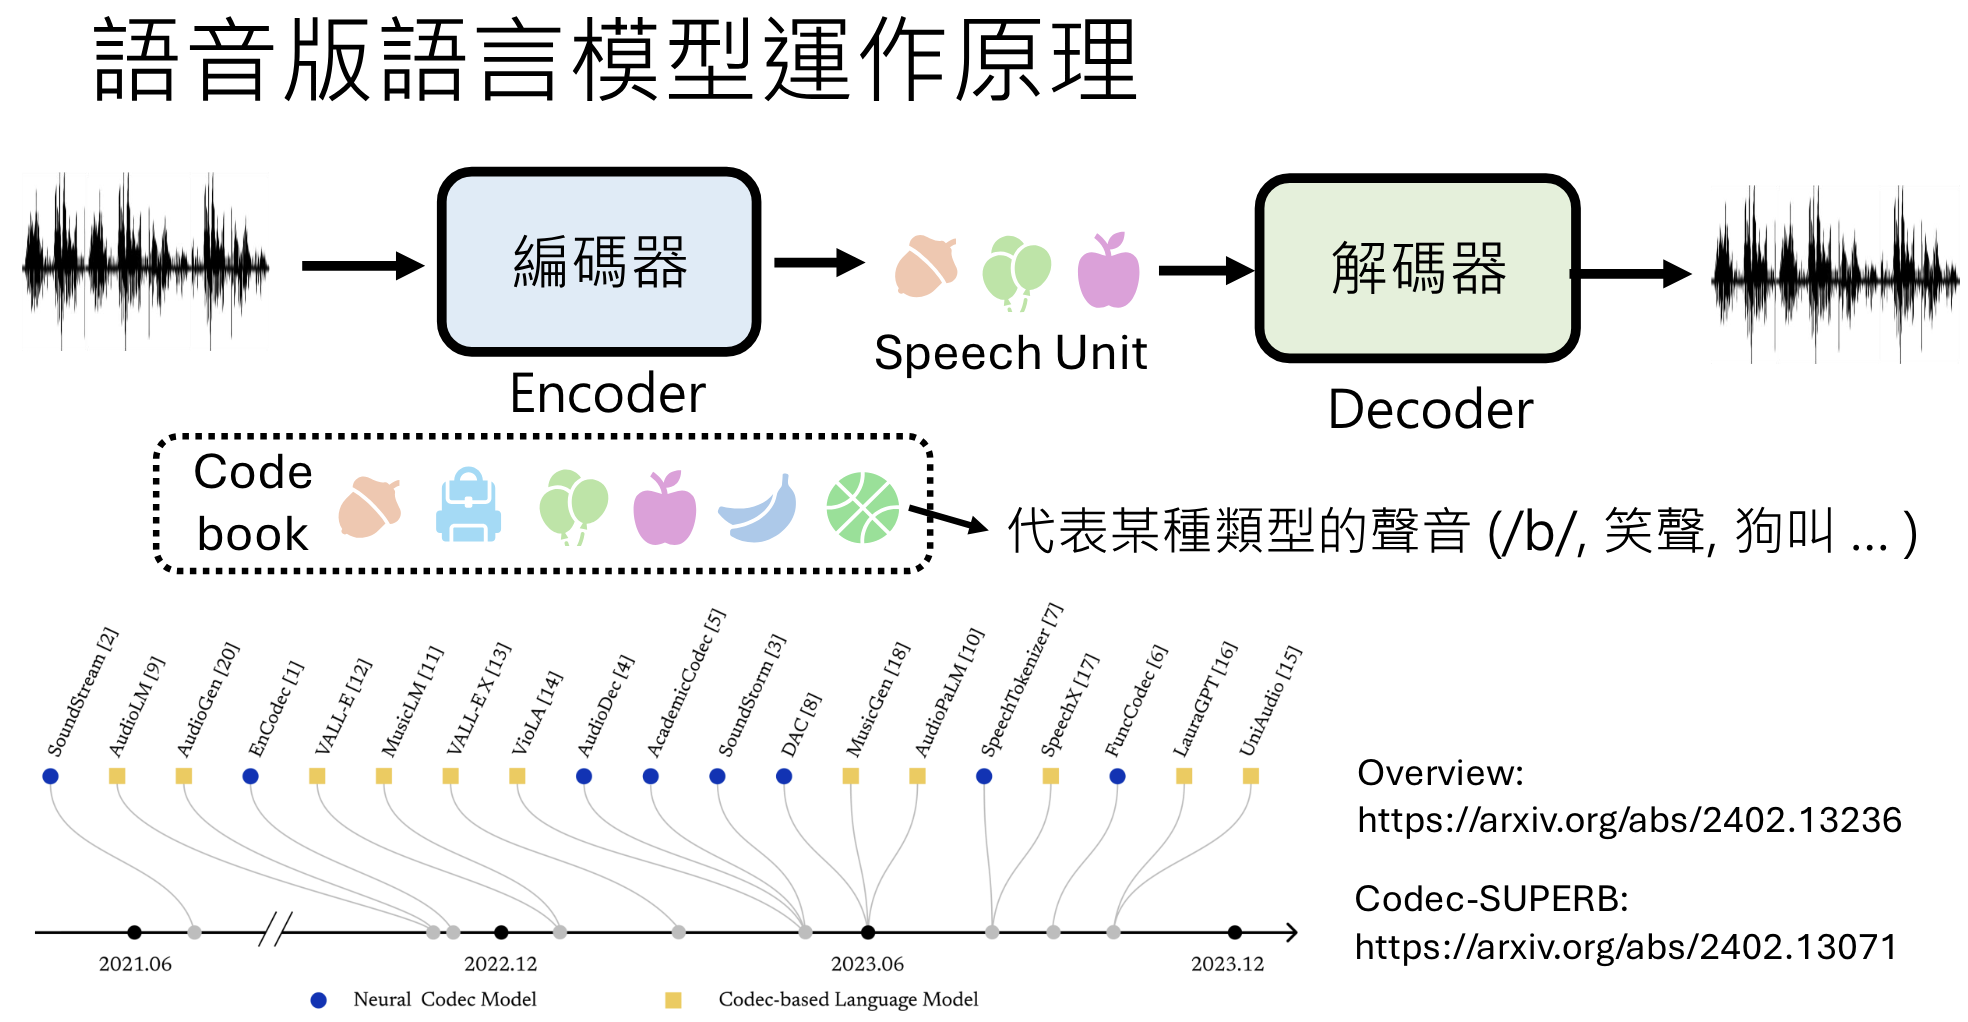 語音版語言模型運作原理
編碼器
解碼器
Speech Unit
Encoder
Decoder
Code
book
代表某種類型的聲音 (/b/, 笑聲, 狗叫 ... )
SoundStream [2]
AudioLM [9]
AudioGen [20]
EnCodec [1]
VALL-E [12]
MusicLM [11]
VALL-E X [13]
VioLA [14]
AudioDec [4]
AcademicCodec [5]
SoundStorm [3]
DAC [8]
MusicGen [18]
AudioPaLM [10]
SpeechTokenizer [7]
SpeechX [17]
FuncCodec [6]
LauraGPT [16]
UniAudio [15]
2021.06
2022.12
2023.06
2023.12
Neural Codec Model
Codec-based Language Model
Overview:
https://arxiv.org/abs/2402.13236
Codec-SUPERB:
https://arxiv.org/abs/2402.13071